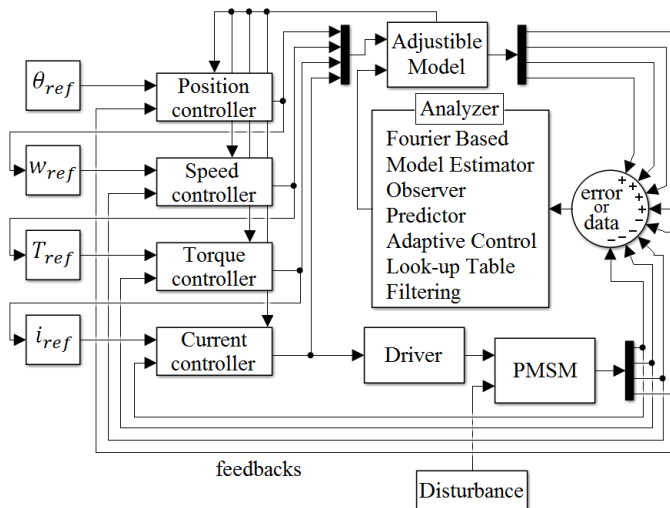 θref
Position
controller
wref
Speed
controller
Tref
Torque
controller
iref
Current
controller
Adjustible
Model
Analyzer
Fourier Based
Model Estimator
Observer
Predictor
Adaptive Control
Look-up Table
Filtering
+
+
+
+
+
error
or
data
−
−
−
−
Driver
PMSM
feedbacks
Disturbance